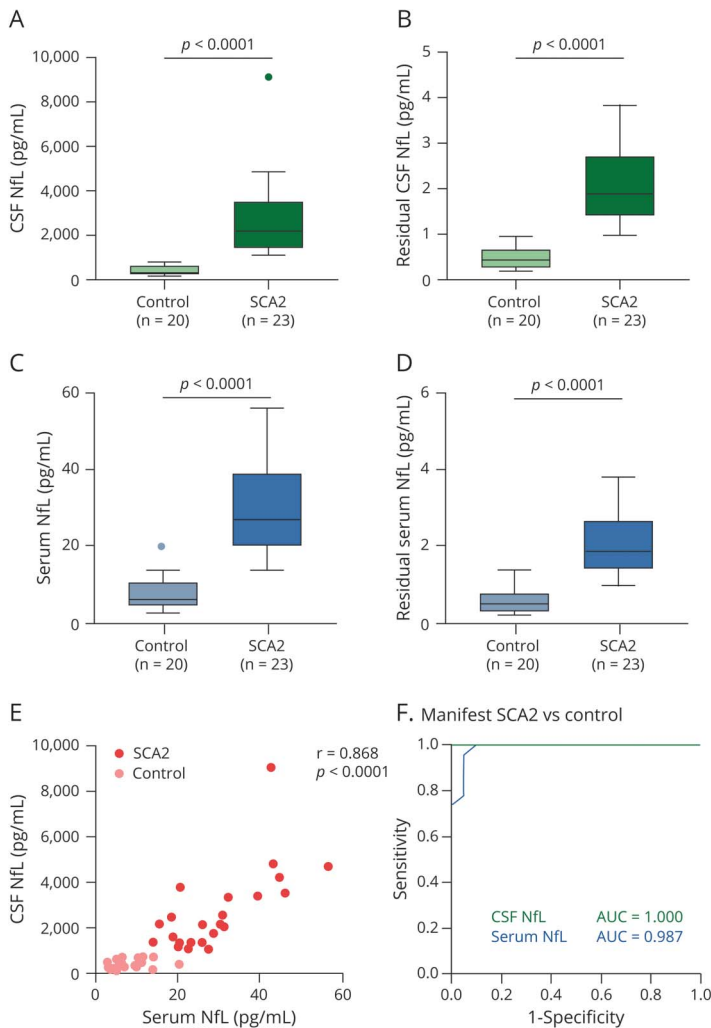 A
p < 0.0001
CSF NfL (pg/mL)
10,000
8,000
6,000
4,000
2,000
0
Control
(n = 20)
SCA2
(n = 23)
B
p < 0.0001
Residual CSF NfL (pg/mL)
5
4
3
2
1
0
Control
(n = 20)
SCA2
(n = 23)
C
p < 0.0001
Serum NfL (pg/mL)
60
40
20
0
Control
(n = 20)
SCA2
(n = 23)
D
p < 0.0001
Residual serum NfL (pg/mL)
6
4
2
0
Control
(n = 20)
SCA2
(n = 23)
E
SCA2
Control
r = 0.868
p < 0.0001
CSF NfL (pg/mL)
10,000
8,000
6,000
4,000
2,000
0
0
20
40
60
Serum NfL (pg/mL)
F. Manifest SCA2 vs control
Sensitivity
1.0
0.8
0.6
0.4
0.2
0.0
CSF NfL AUC = 1.000
Serum NfL AUC = 0.987
0.0
0.2
0.4
0.6
0.8
1.0
1-Specificity